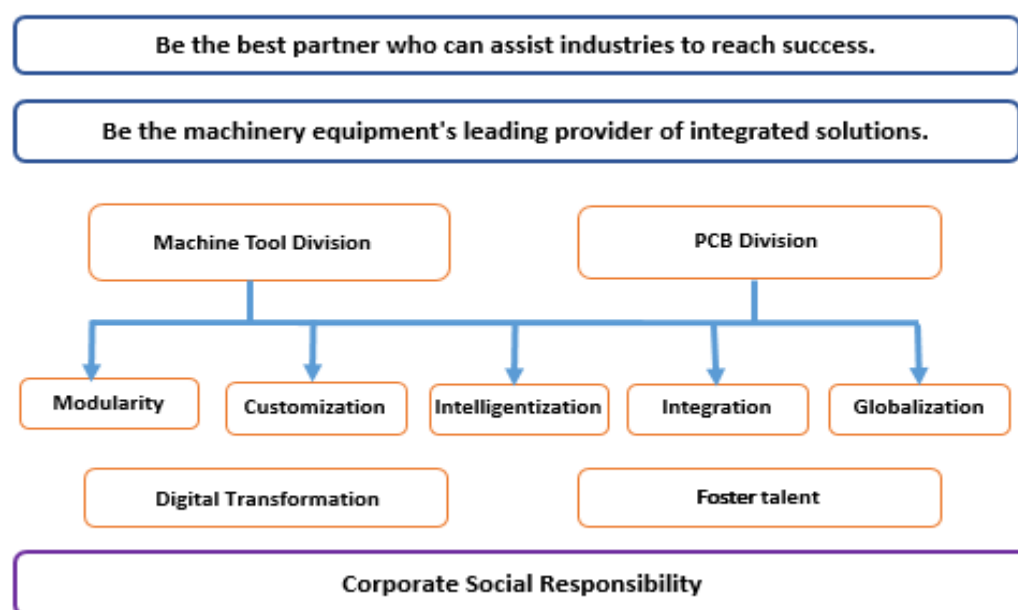 Be the best partner who can assist industries to reach success.
Be the machinery equipment's leading provider of integrated solutions.
Machine Tool Division
PCB Division
Modularity
Customization
Intelligentization
Integration
Globalization
Digital Transformation
Foster talent
Corporate Social Responsibility